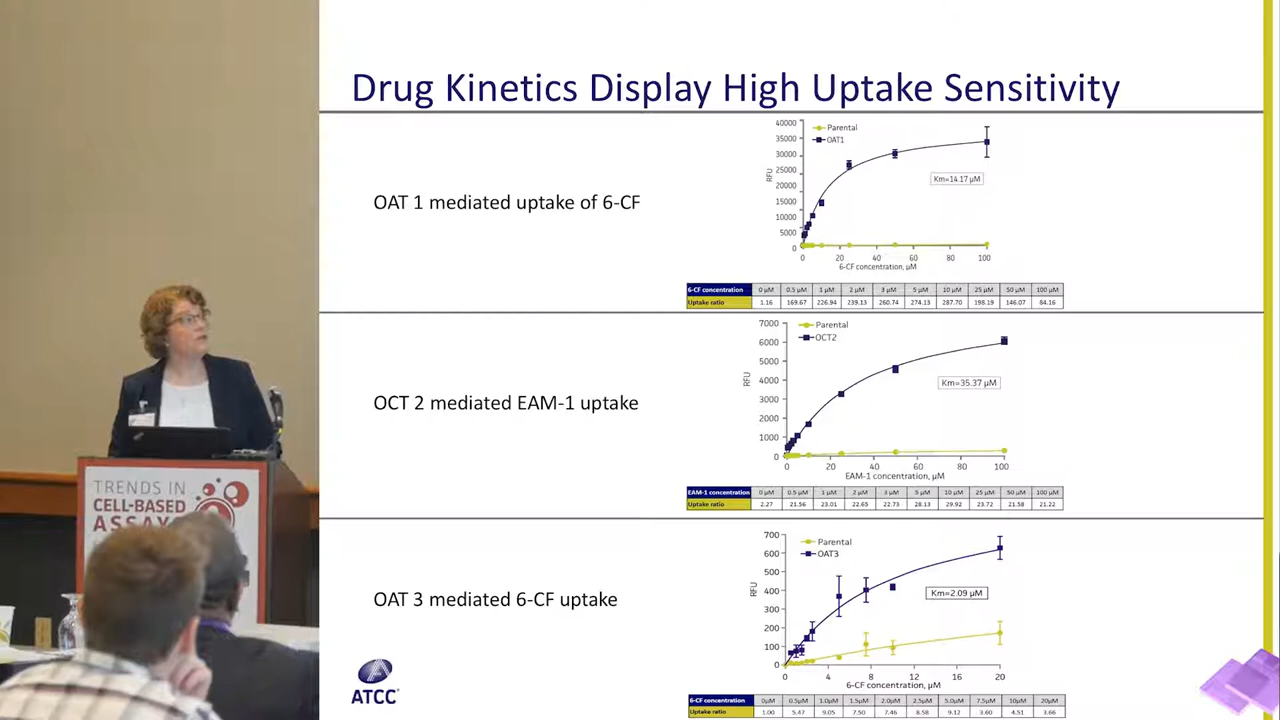 Drug Kinetics Display High Uptake Sensitivity
OAT 1 mediated uptake of 6-CF
40000
35000
30000
25000
20000
15000
10000
5000
0
RFU
Parental
OAT1
Km=14.17 µM
0 20 40 60 80 100
6-CF concentration, µM
6-CF concentration 0 µM 0.5 µM 1 µM 2 µM 3 µM 5 µM 10 µM 25 µM 50 µM 100 µM
Uptake ratio 1.16 169.67 226.94 239.13 260.74 274.13 287.70 198.19 146.07 84.16
OCT 2 mediated EAM-1 uptake
7000
6000
5000
4000
3000
2000
1000
0
RFU
Parental
OCT2
Km=35.37 µM
0 20 40 60 80 100
EAM-1 concentration, µM
EAM-1 concentration 0 µM 0.5 µM 1 µM 2 µM 3 µM 5 µM 10 µM 25 µM 50 µM 100 µM
Uptake ratio 2.27 21.56 23.01 22.65 22.73 28.13 29.92 23.72 21.58 21.22
OAT 3 mediated 6-CF uptake
700
600
500
400
300
200
100
0
RFU
Parental
OAT3
Km=2.09 µM
0 4 8 12 16 20
6-CF concentration, µM
6-CF concentration 0µM 0.5µM 1.0µM 1.5µM 2.0µM 2.5µM 5.0µM 7.5µM 10µM 20µM
Uptake ratio 1.00 5.47 9.05 7.50 7.46 8.58 9.12 3.60 4.51 3.66
ATCC
TRENDS IN
CELL-BASED
ASSAYS